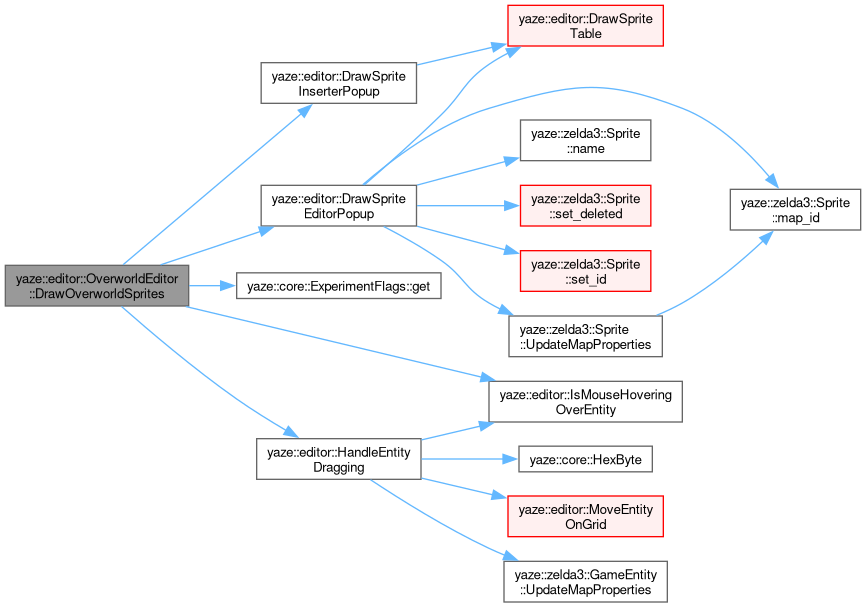 yaze::editor::DrawSprite
Table
yaze::editor::DrawSprite
InserterPopup
yaze::zelda3::Sprite
::name
yaze::editor::DrawSprite
EditorPopup
yaze::zelda3::Sprite
::set_deleted
yaze::zelda3::Sprite
::map_id
yaze::zelda3::Sprite
::set_id
yaze::editor::OverworldEditor
::DrawOverworldSprites
yaze::core::ExperimentFlags::get
yaze::zelda3::Sprite
::UpdateMapProperties
yaze::editor::IsMouseHovering
OverEntity
yaze::editor::HandleEntity
Dragging
yaze::core::HexByte
yaze::editor::MoveEntity
OnGrid
yaze::zelda3::GameEntity
::UpdateMapProperties